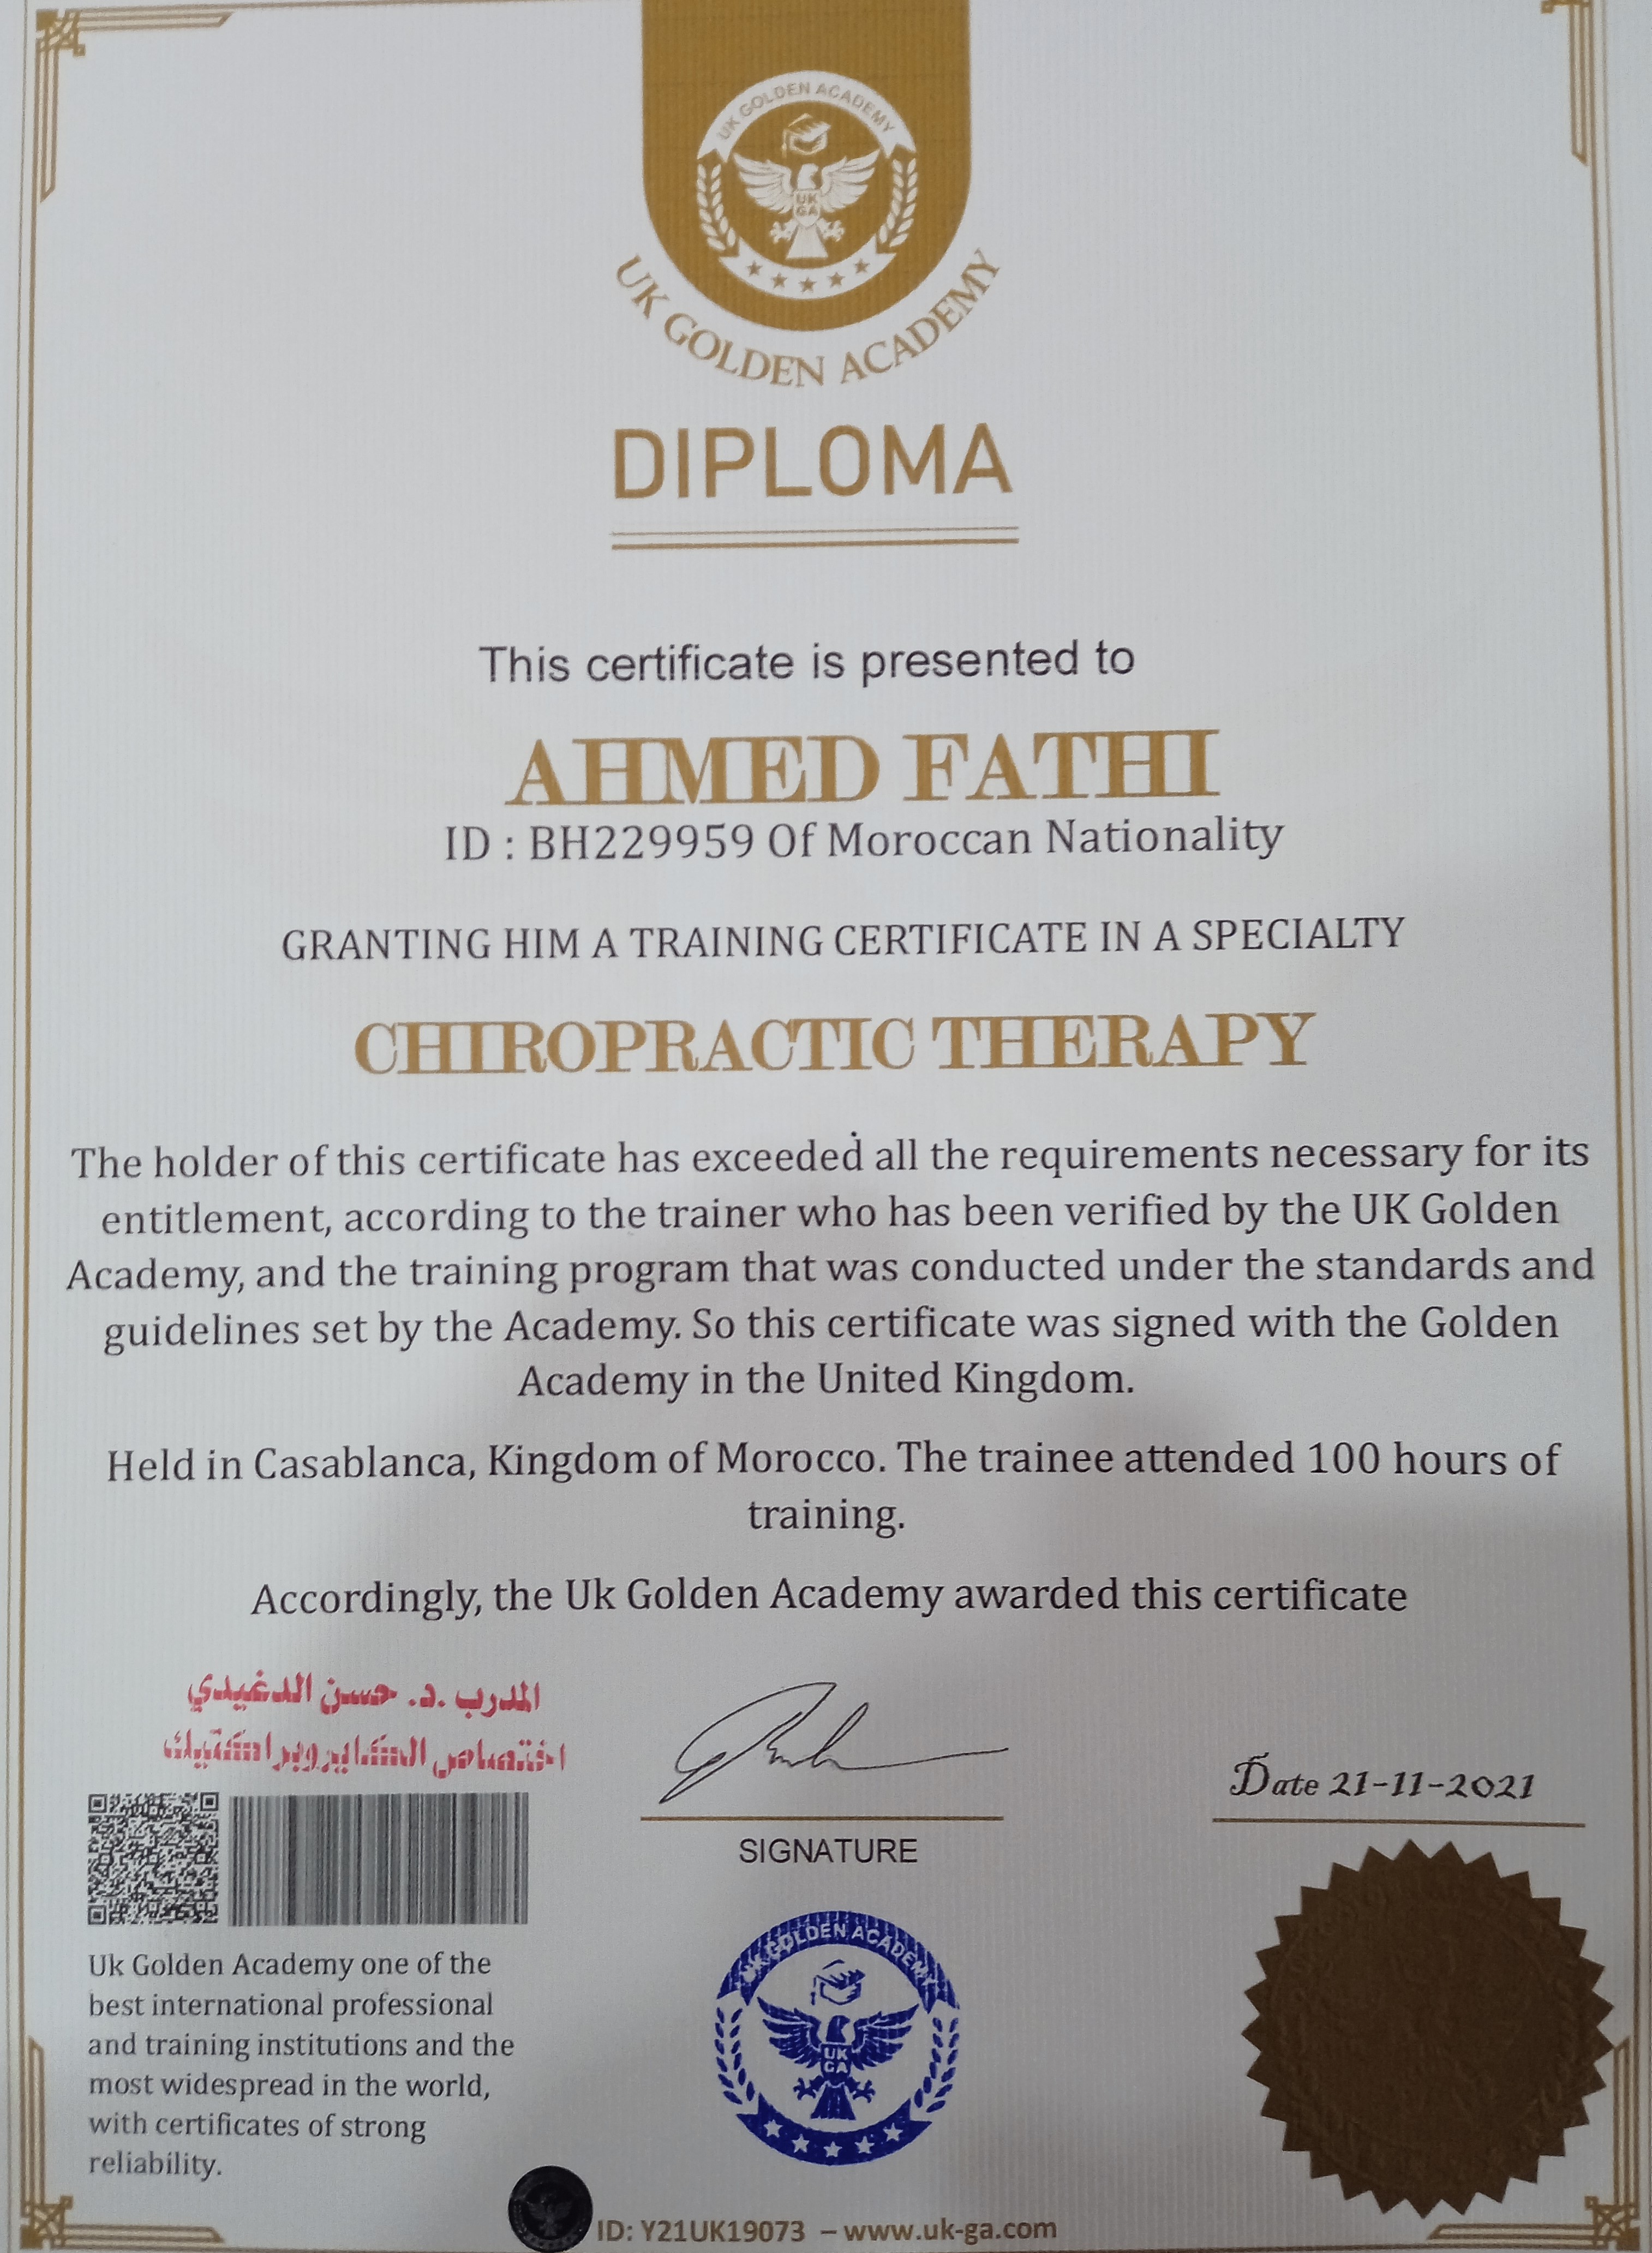 UK GOLDEN ACADEMY
UK
GA
UK GOLDEN ACADEMY
DIPLOMA
This certificate is presented to
AHMED FATHI
ID : BH229959 Of Moroccan Nationality
GRANTING HIM A TRAINING CERTIFICATE IN A SPECIALTY
CHIROPRACTIC THERAPY
The holder of this certificate has exceeded all the requirements necessary for its
entitlement, according to the trainer who has been verified by the UK Golden
Academy, and the training program that was conducted under the standards and
guidelines set by the Academy. So this certificate was signed with the Golden
Academy in the United Kingdom.
Held in Casablanca, Kingdom of Morocco. The trainee attended 100 hours of
training.
Accordingly, the Uk Golden Academy awarded this certificate
المدرب .د. حسن الدغيدي
اختصاص الشايروبراكتيك
Date 21-11-2021
SIGNATURE
UK GOLDEN ACADEMY
UK
GA
Uk Golden Academy one of the
best international professional
and training institutions and the
most widespread in the world,
with certificates of strong
reliability.
ID: Y21UK19073 – www.uk-ga.com